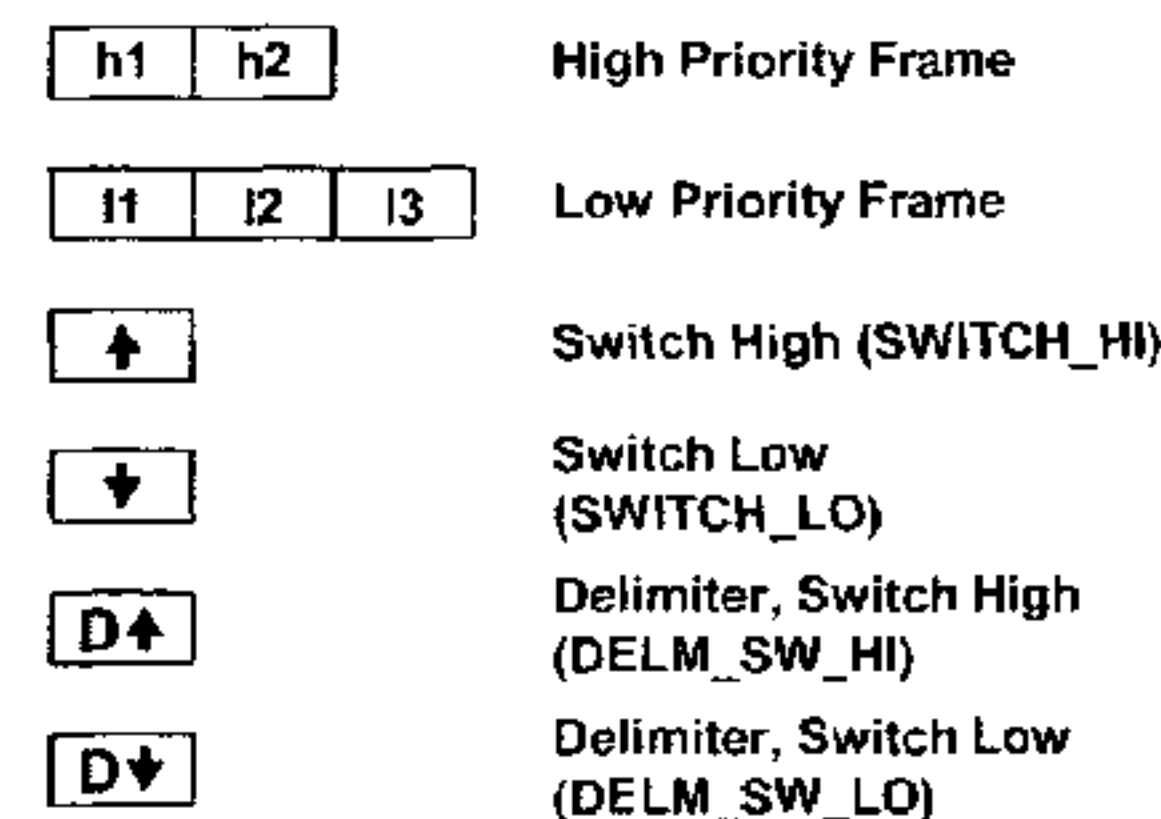 h1 h2 High Priority Frame
l1 l2 l3 Low Priority Frame
Switch High (SWITCH_HI)
Switch Low
(SWITCH_LO)
D Delimiter, Switch High
(DELM_SW_HI)
D Delimiter, Switch Low
(DELM_SW_LO)